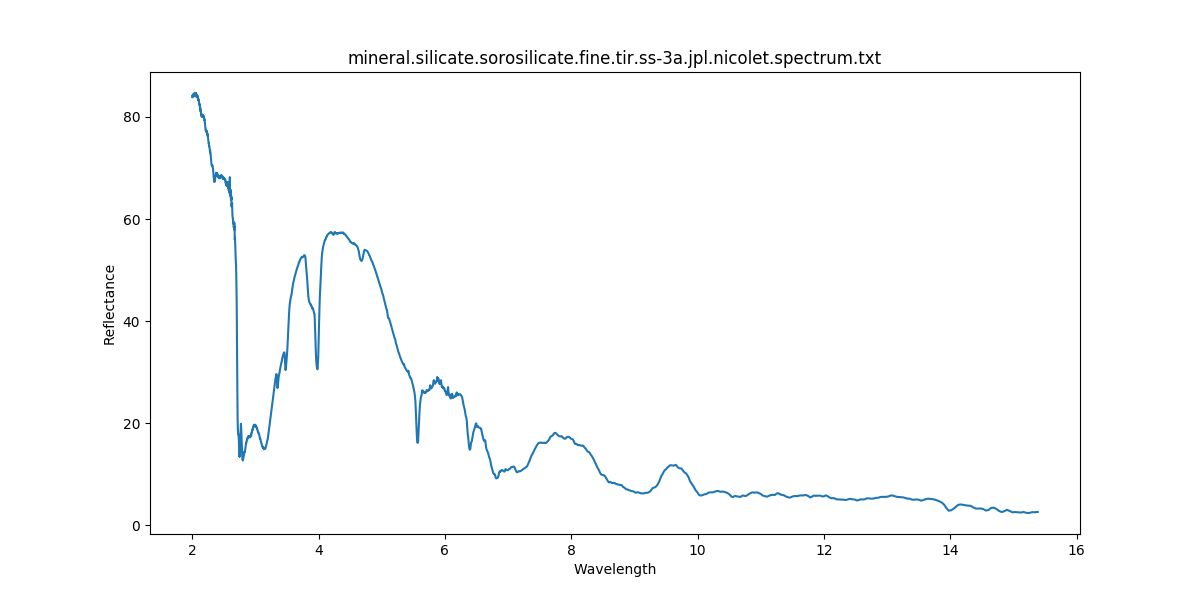 mineral.silicate.sorosilicate.fine.tir.ss-3a.jpl.nicolet.spectrum.txt
80
60
40
20
0
Reflectance
2 4 6 8 10 12 14 16
Wavelength